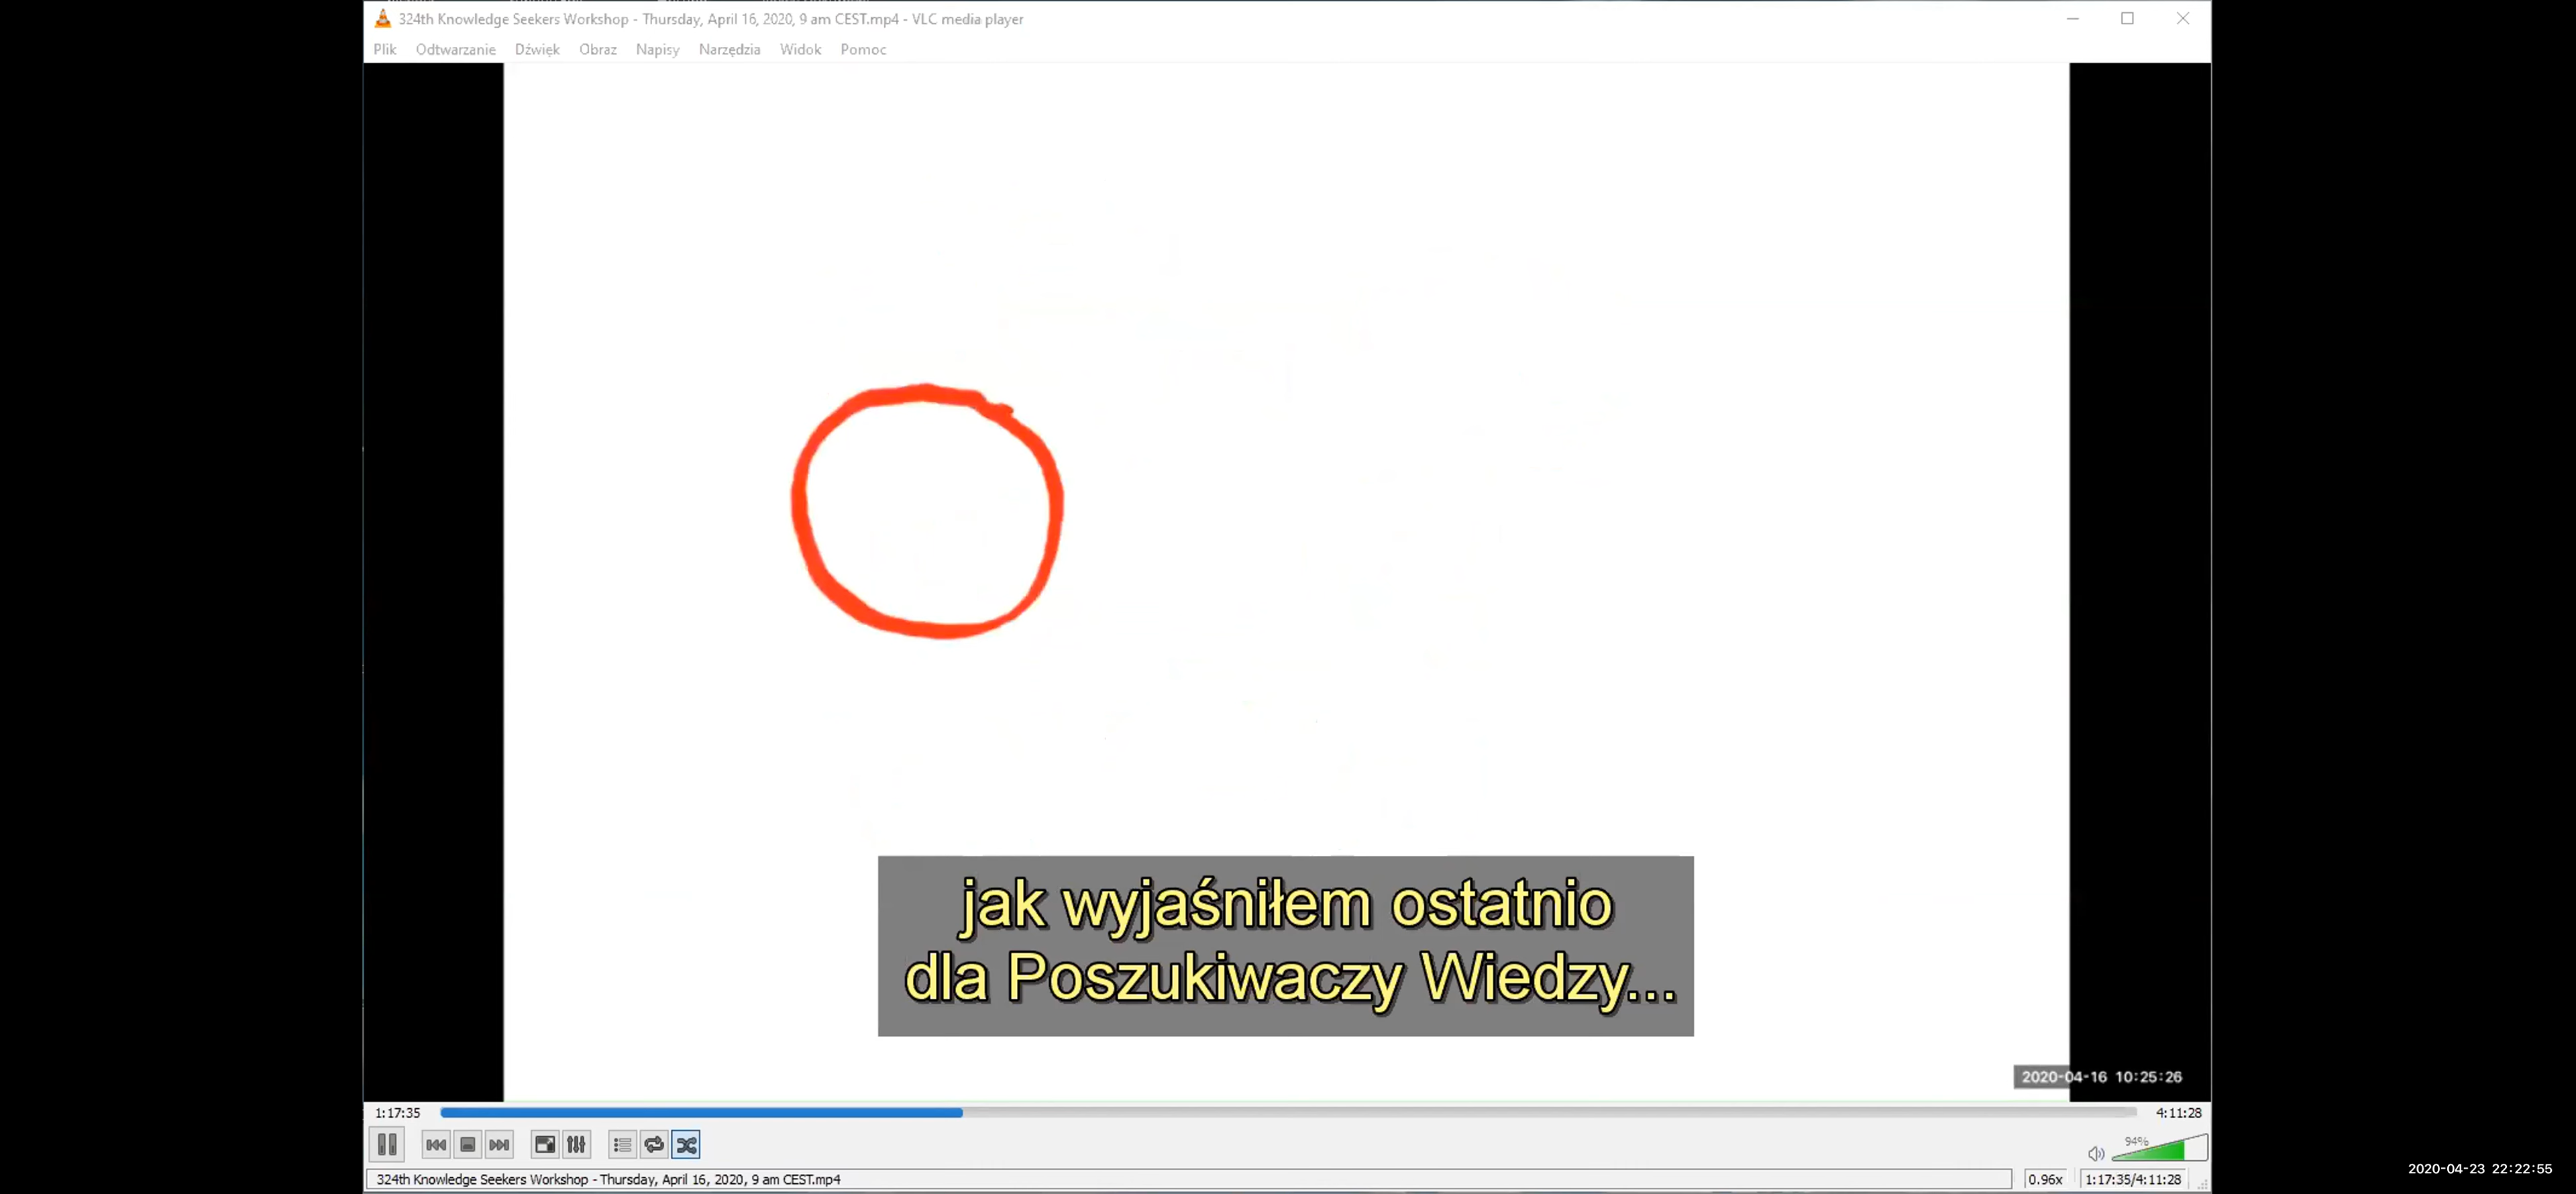 324th Knowledge Seekers Workshop - Thursday, April 16, 2020, 9 am CEST.mp4 - VLC media player
Plik Odtwarzanie Dźwięk Obraz Napisy Narzędzia Widok Pomoc
jak wyjaśniłem ostatnio
dla Poszukiwaczy Wiedzy...
2020-04-16 10:25:26
1:17:35 4:11:28
94%
324th Knowledge Seekers Workshop - Thursday, April 16, 2020, 9 am CEST.mp4 0.96x 1:17:35/4:11:28
2020-04-23 22:22:55